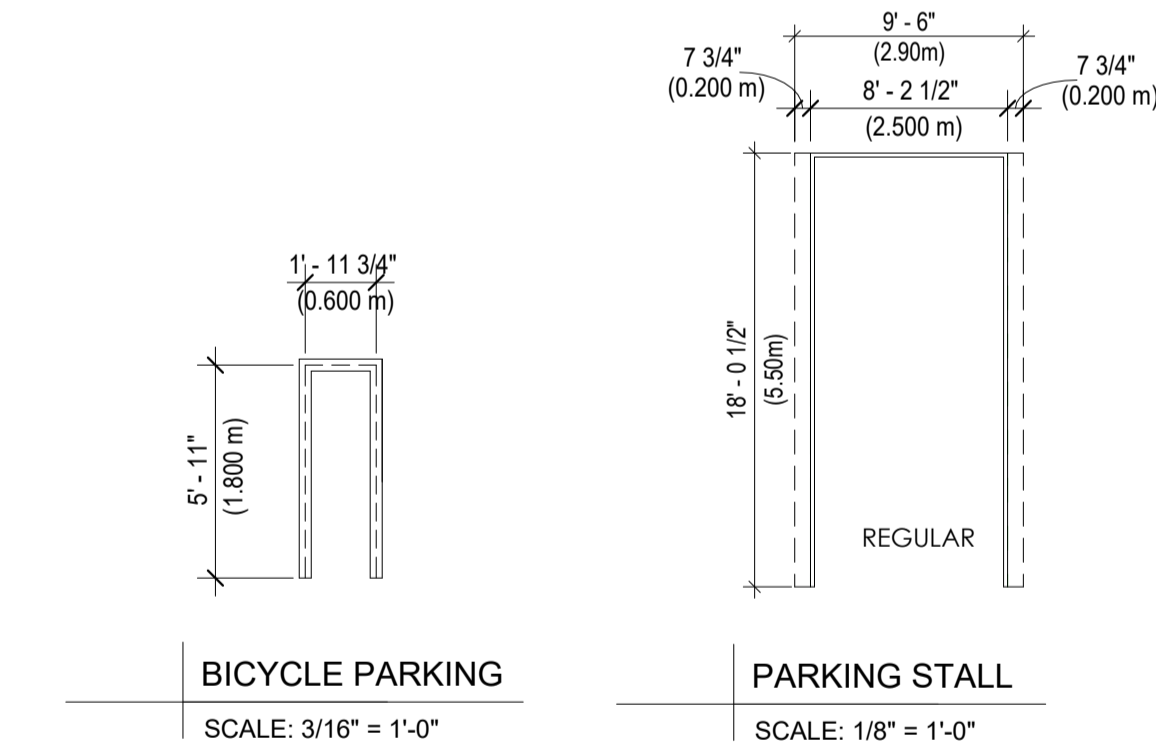 1' - 11 3/4"
(0.600 m)
5' - 11"
(1.800 m)
BICYCLE PARKING
SCALE: 3/16" = 1'-0"
9' - 6"
(2.90m)
7 3/4"
(0.200 m)
8' - 2 1/2"
(2.500 m)
7 3/4"
(0.200 m)
18' - 0 1/2"
(5.50m)
REGULAR
PARKING STALL
SCALE: 1/8" = 1'-0"